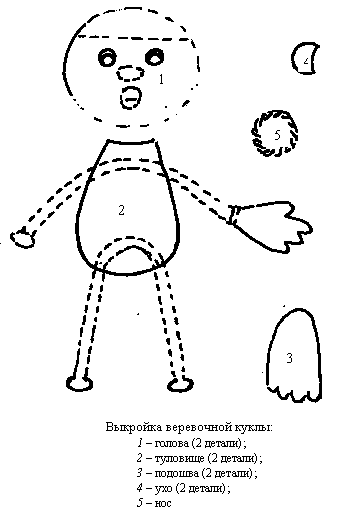 1
4
5
2
3
Выкройка веревочной куклы:
1 – голова (2 детали);
2 – туловище (2 детали);
3 – подошва (2 детали);
4 – ухо (2 детали);
5 – нос